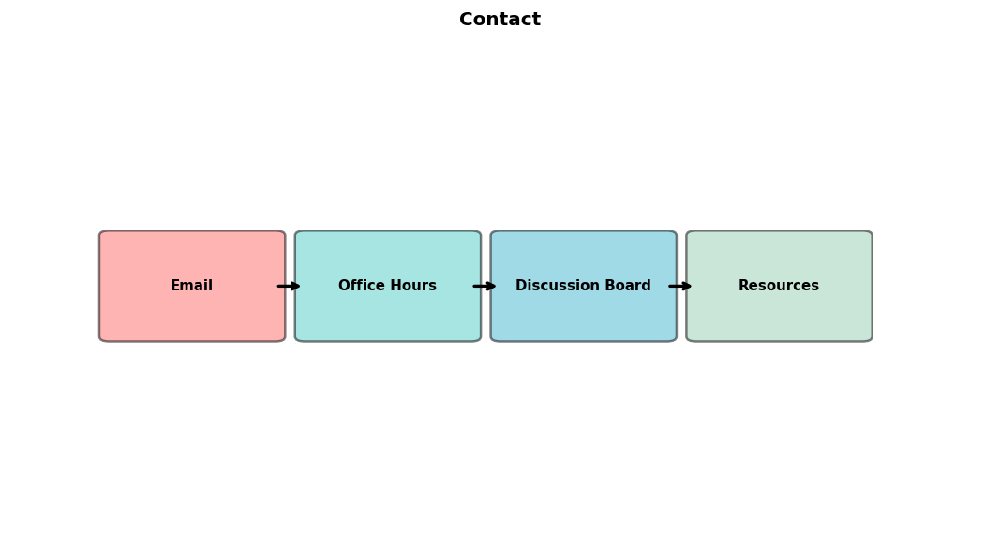 Contact
Email
Office Hours
Discussion Board
Resources